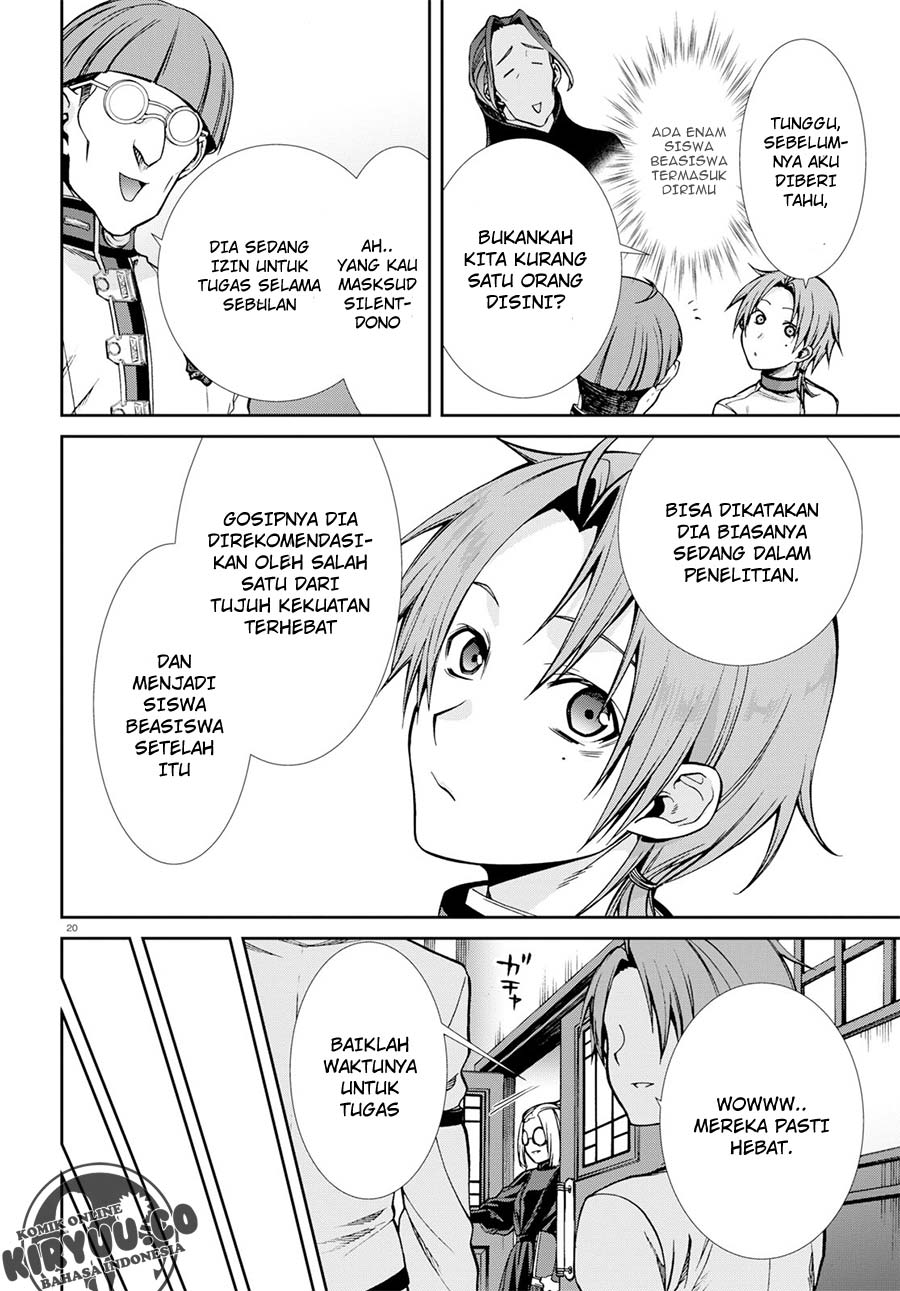 TUNGGU,
SEBELUM-
NYA AKU
DIBERI
TAHU,
ADA ENAM
SISWA
BEASISWA
TERMASUK
DIRIMU
BUKANKAH
KITA KURANG
SATU ORANG
DISINI?
AH..
YANG KAU
MASKSUD
SILENT-
DONO
DIA SEDANG
IZIN UNTUK
TUGAS SELAMA
SEBULAN
BISA DIKATAKAN
DIA BIASANYA
SEDANG DALAM
PENELITIAN.
GOSIPNYA DIA
DIREKOMENDASI-
KAN OLEH SALAH
SATU DARI
TUJUH KEKUATAN
TERHEBAT
DAN
MENJADI
SISWA
BEASISWA
SETELAH
ITU
20
WOWWW..
MEREKA PASTI
HEBAT.
ガチャ
BAIKLAH
WAKTUNYA
UNTUK
TUGAS
KOMIK ONLINE
KIRYUU.CO
BAHASA INDONESIA